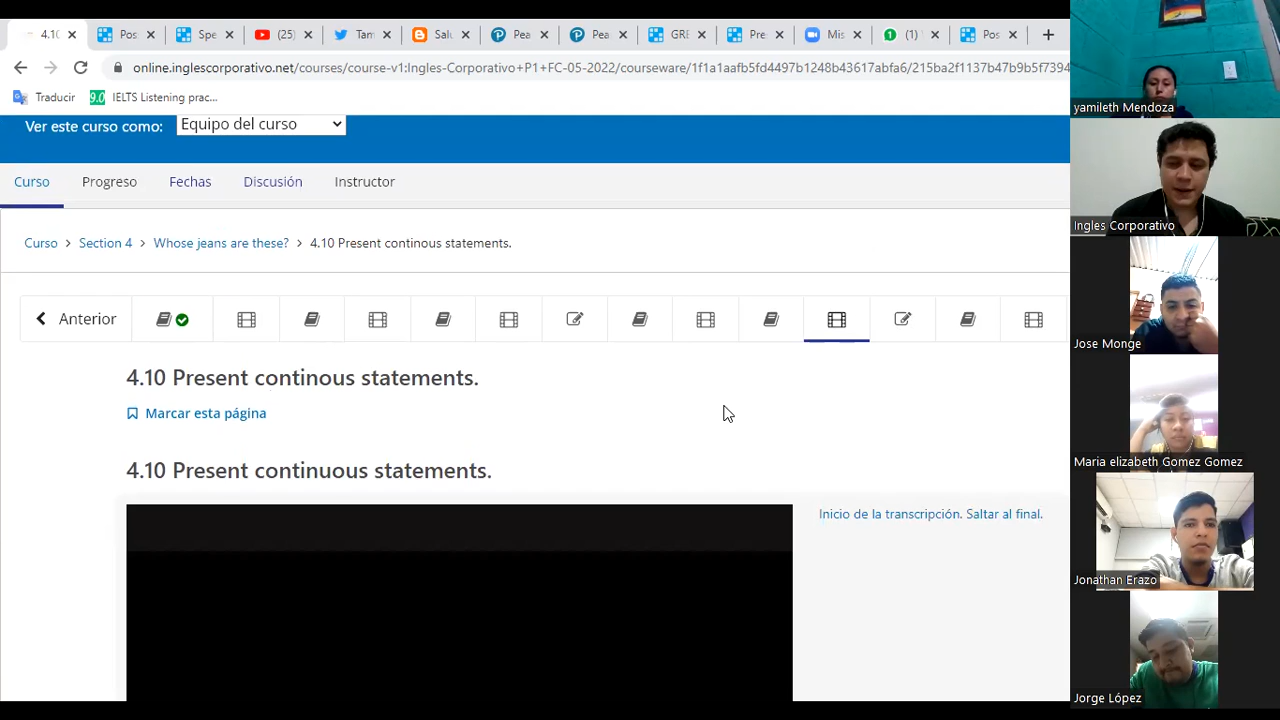 4.10
Pos
Spe
(25)
Tam
Salu
Pea
Pea
GRE
Pre
Mis
(1)
Pos
online.inglescorporativo.net/courses/course-v1:Ingles-Corporativo+P1+FC-05-2022/courseware/1f1a1aafb5fd4497b1248b43617abfa6/215ba2f1137b47b9b5f7394
Traducir
9.0 IELTS Listening prac...
Ver este curso como: Equipo del curso
Curso Progreso Fechas Discusión Instructor
Curso > Section 4 > Whose jeans are these? > 4.10 Present continous statements.
Anterior
4.10 Present continous statements.
Marcar esta página
4.10 Present continuous statements.
Inicio de la transcripción. Saltar al final.
yamileth Mendoza
Ingles Corporativo
Jose Monge
Maria elizabeth Gomez Gomez
Jonathan Erazo
Jorge López